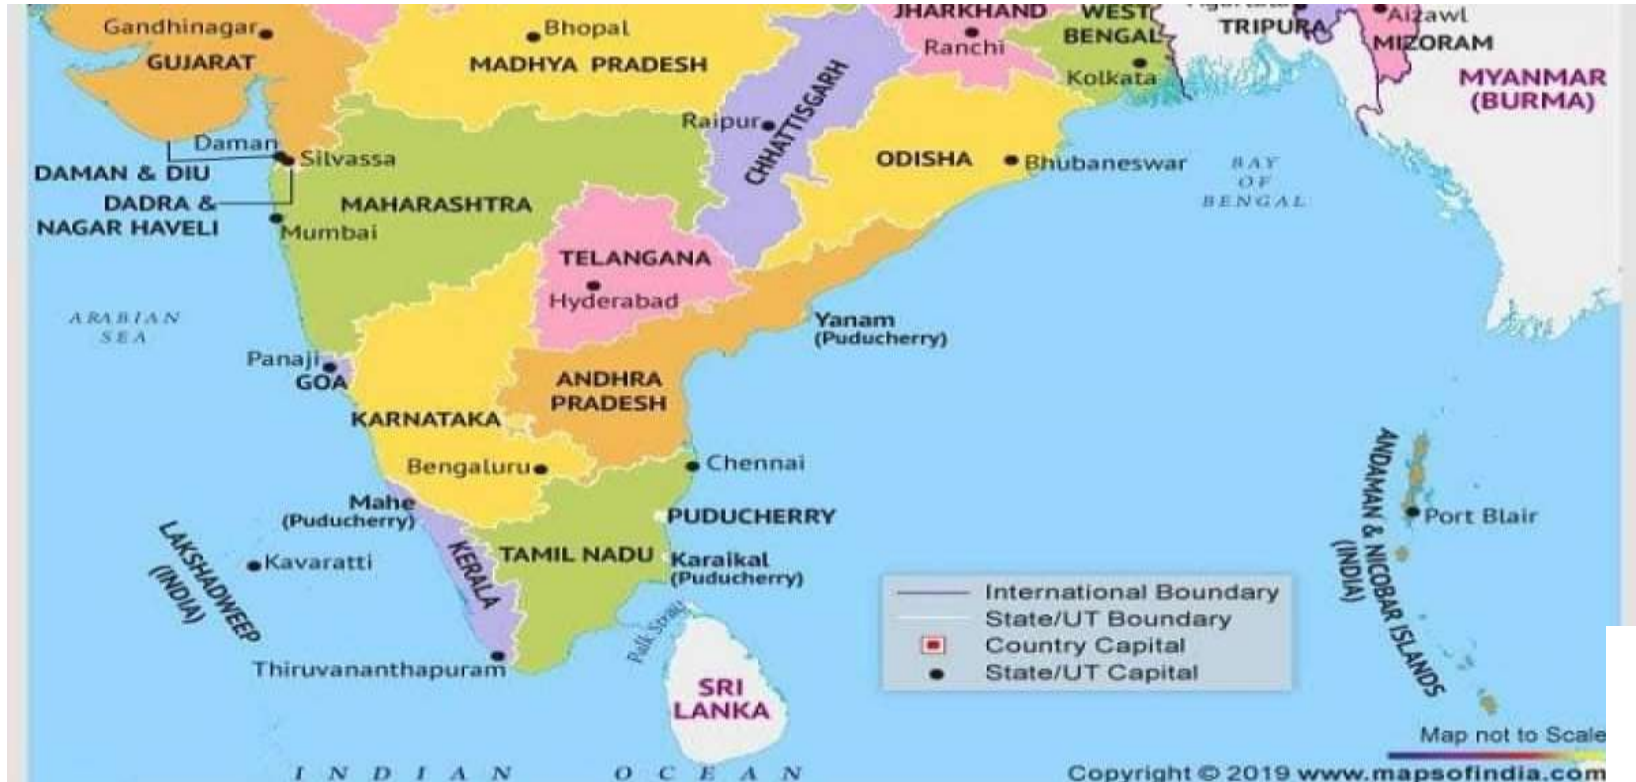 JHARKHAND
WEST
BENGAL
TRIPURA
Aizawl
MIZORAM
Gandhinagar
GUJARAT
Bhopal
MADHYA PRADESH
Ranchi
Kolkata
MYANMAR
(BURMA)
Raipur
CHHATTISGARH
Daman
Silvassa
DAMAN & DIU
DADRA &
NAGAR HAVELI
Mumbai
MAHARASHTRA
ODISHA
Bhubaneswar
BAY
OF
BENGAL
TELANGANA
Hyderabad
ARABIAN
SEA
Yanam
(Puducherry)
Panaji
GOA
ANDHRA
PRADESH
KARNATAKA
Bengaluru
Chennai
Mahe
(Puducherry)
PUDUCHERRY
LAKSHADWEEP
(INDIA)
Kavaratti
KERALA
TAMIL NADU
Karaikal
(Puducherry)
Palk Strait
Thiruvananthapuram
SRI
LANKA
ANDAMAN & NICOBAR ISLANDS
(INDIA)
Port Blair
International Boundary
State/UT Boundary
Country Capital
State/UT Capital
Map not to Scale
INDIAN OCEAN
Copyright © 2019 www.mapsofindia.com